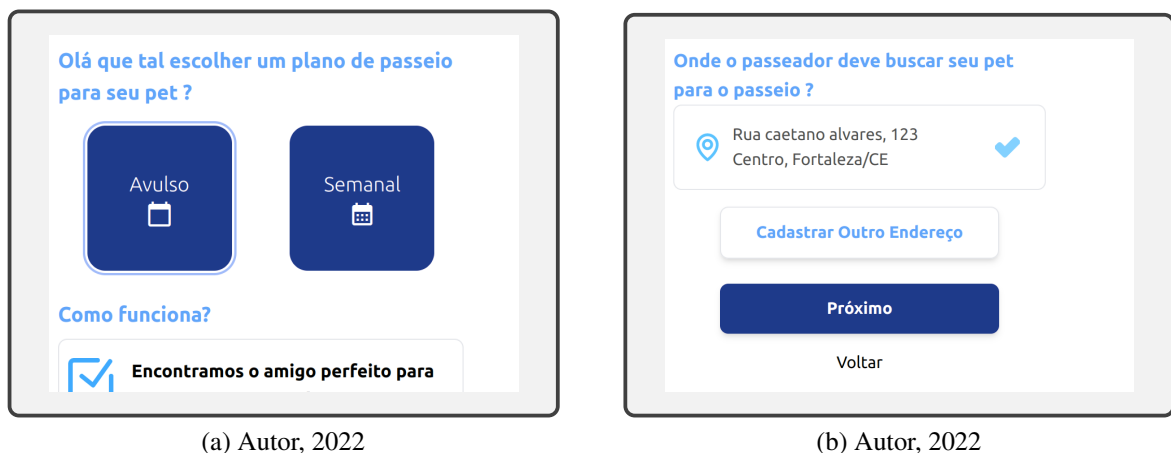 Olá que tal escolher um plano de passeio
para seu pet ?
Avulso
Semanal
Como funciona?
Encontramos o amigo perfeito para
(a) Autor, 2022
Onde o passeador deve buscar seu pet
para o passeio ?
Rua caetano alvares, 123
Centro, Fortaleza/CE
Cadastrar Outro Endereço
Próximo
Voltar
(b) Autor, 2022